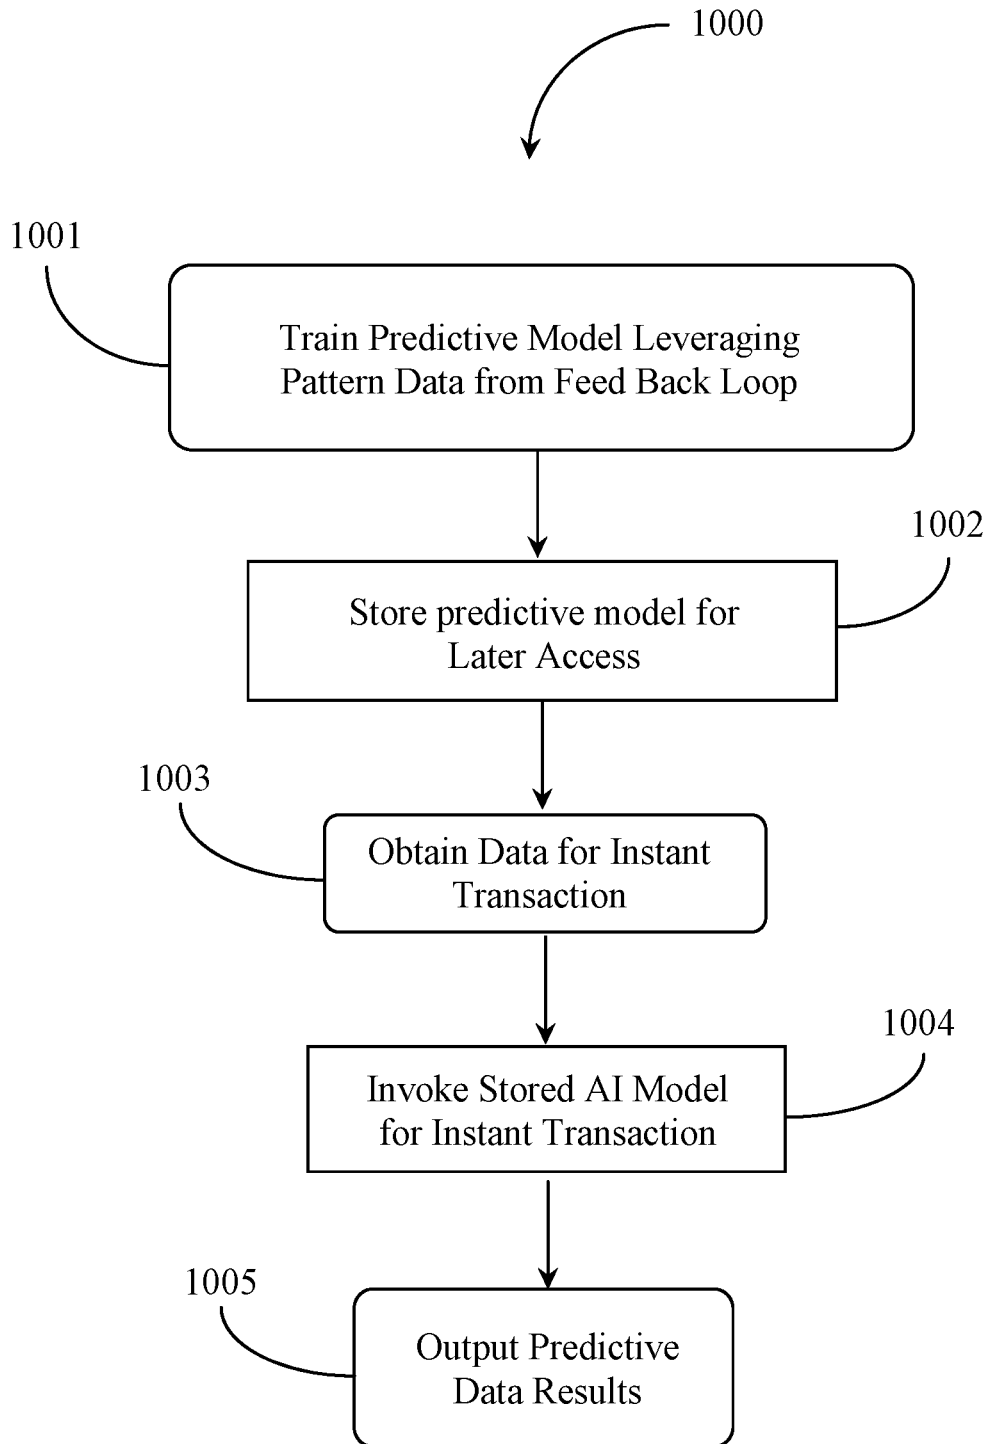 1000
1001
Train Predictive Model Leveraging
Pattern Data from Feed Back Loop
1002
Store predictive model for
Later Access
1003
Obtain Data for Instant
Transaction
1004
Invoke Stored AI Model
for Instant Transaction
1005
Output Predictive
Data Results